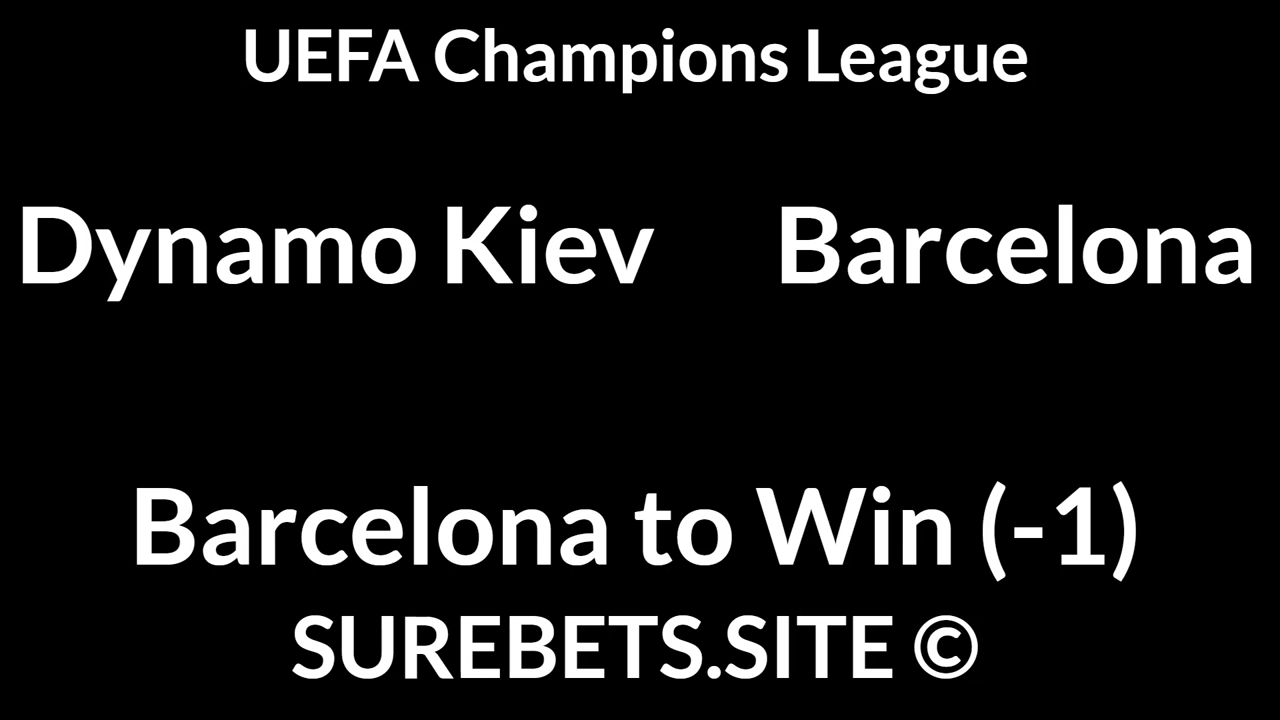 UEFA Champions League
Dynamo Kiev Barcelona
Barcelona to Win (-1)
SUREBETS.SITE ©